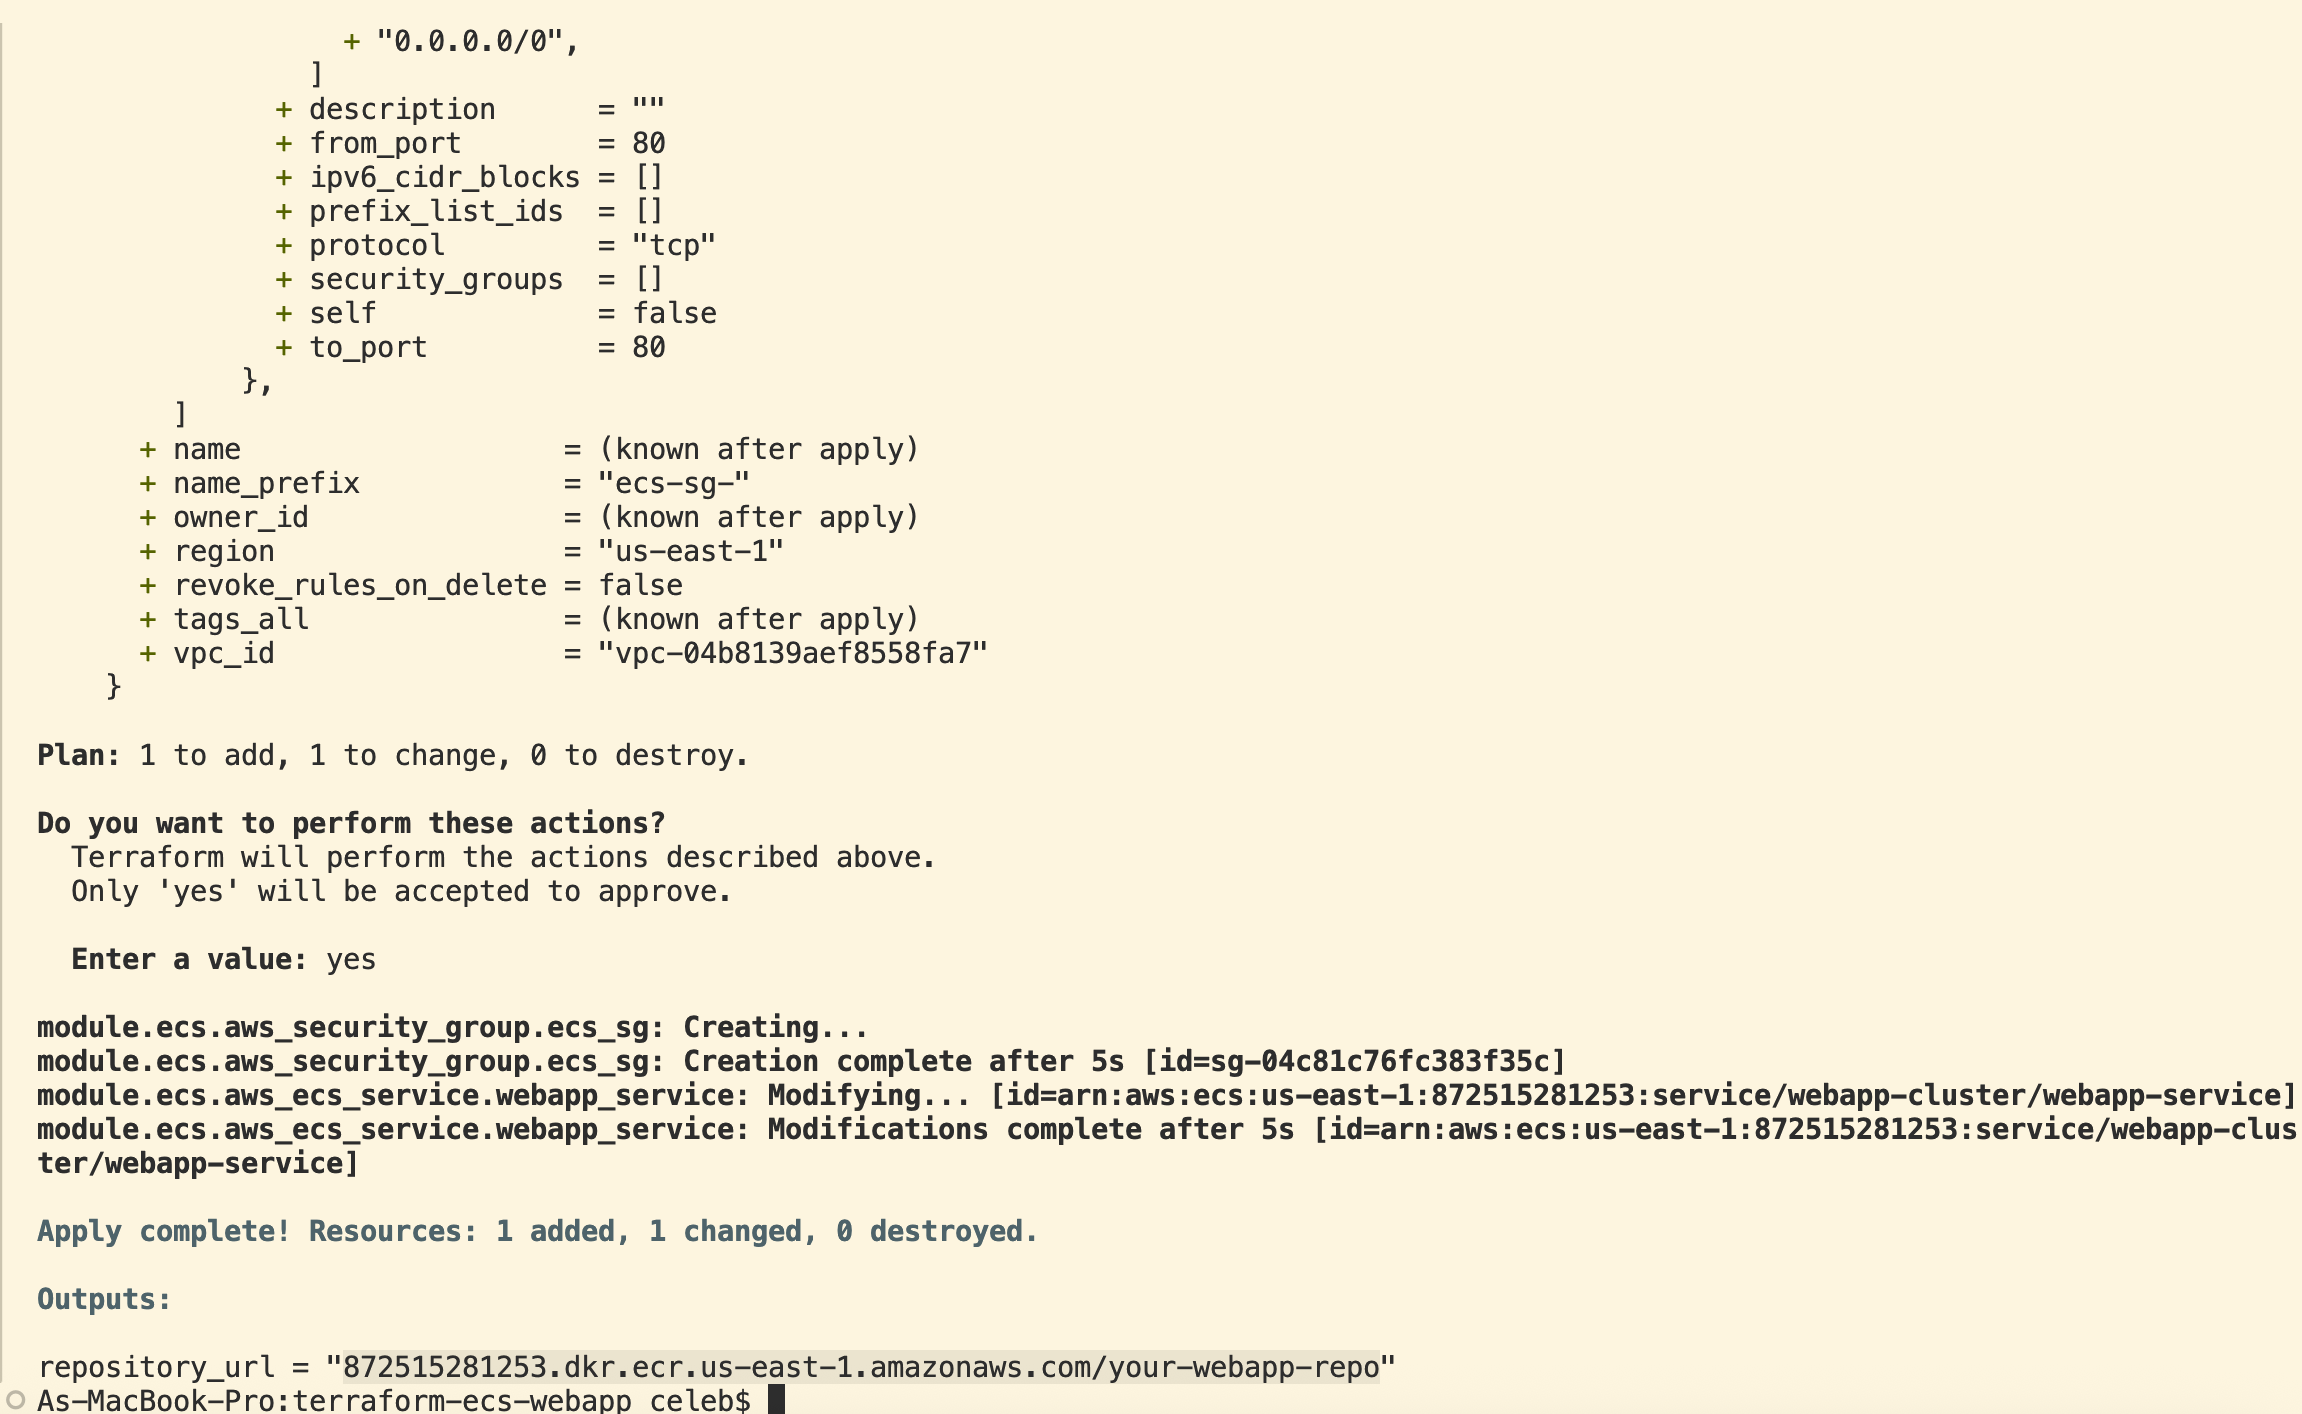 + "0.0.0.0/0",
]
+ description      = ""
+ from_port        = 80
+ ipv6_cidr_blocks = []
+ prefix_list_ids  = []
+ protocol         = "tcp"
+ security_groups  = []
+ self             = false
+ to_port          = 80
},
]
+ name                   = (known after apply)
+ name_prefix            = "ecs-sg-"
+ owner_id               = (known after apply)
+ region                 = "us-east-1"
+ revoke_rules_on_delete = false
+ tags_all               = (known after apply)
+ vpc_id                 = "vpc-04b8139aef8558fa7"
}
Plan: 1 to add, 1 to change, 0 to destroy.
Do you want to perform these actions?
Terraform will perform the actions described above.
Only 'yes' will be accepted to approve.
Enter a value: yes
module.ecs.aws_security_group.ecs_sg: Creating...
module.ecs.aws_security_group.ecs_sg: Creation complete after 5s [id=sg-04c81c76fc383f35c]
module.ecs.aws_ecs_service.webapp_service: Modifying... [id=arn:aws:ecs:us-east-1:872515281253:service/webapp-cluster/webapp-service]
module.ecs.aws_ecs_service.webapp_service: Modifications complete after 5s [id=arn:aws:ecs:us-east-1:872515281253:service/webapp-clus
ter/webapp-service]
Apply complete! Resources: 1 added, 1 changed, 0 destroyed.
Outputs:
repository_url = "872515281253.dkr.ecr.us-east-1.amazonaws.com/your-webapp-repo"
As-MacBook-Pro:terraform-ecs-webapp celeb$